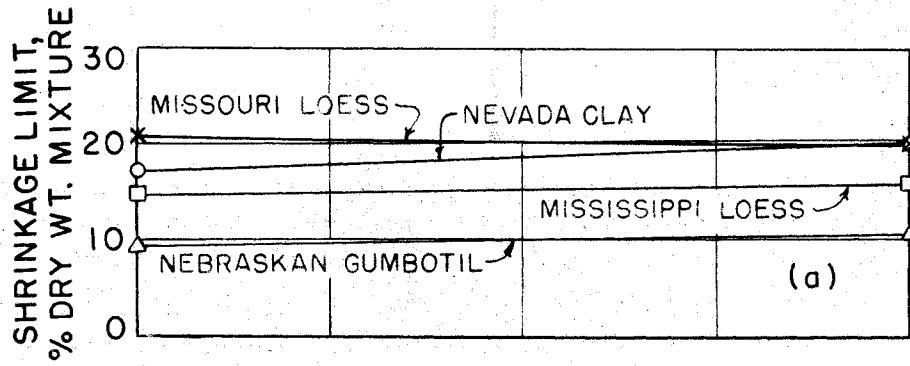 SHRINKAGE LIMIT,
% DRY WT. MIXTURE
30
20
10
0
MISSOURI LOESS
NEVADA CLAY
MISSISSIPPI LOESS
NEBRASKAN GUMBOTIL
(a)